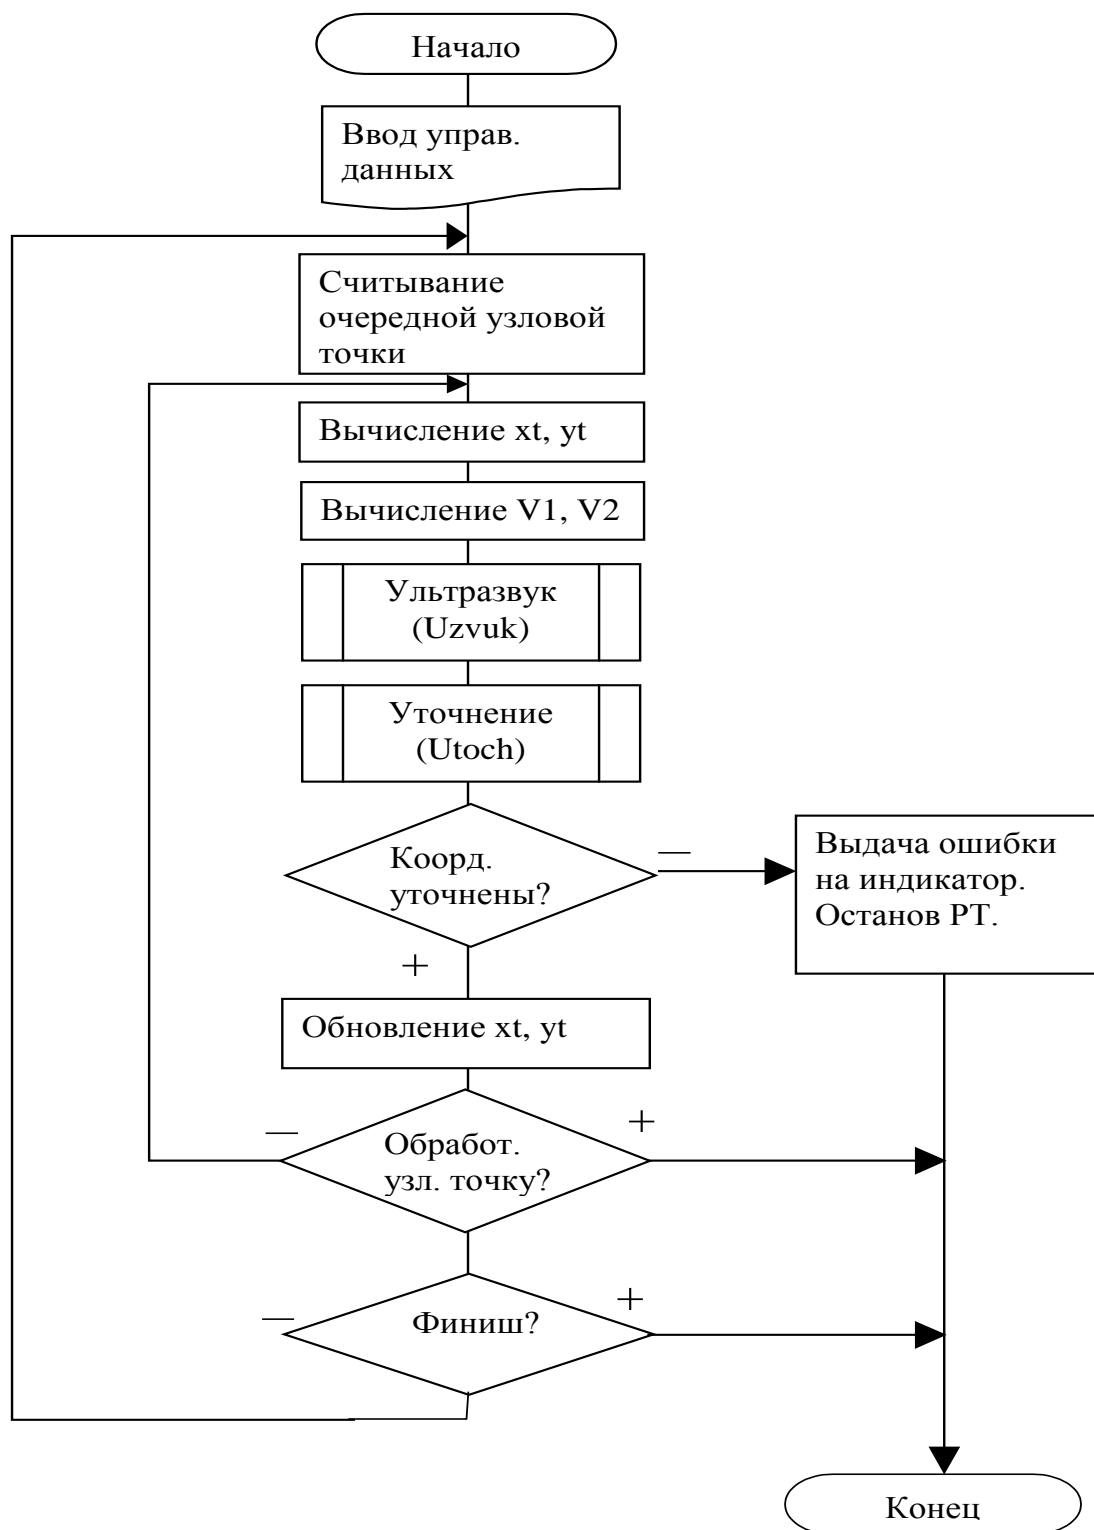 Начало
Ввод управ.
данных
Считывание
очередной узловой
точки
Вычисление xt, yt
Вычисление V1, V2
Ультразвук
(Uzvuk)
Уточнение
(Utoch)
Коорд.
уточнены?
—
Выдача ошибки
на индикатор.
Останов РТ.
+
Обновление xt, yt
—
+
Обработ.
узл. точку?
—
+
Финиш?
Конец